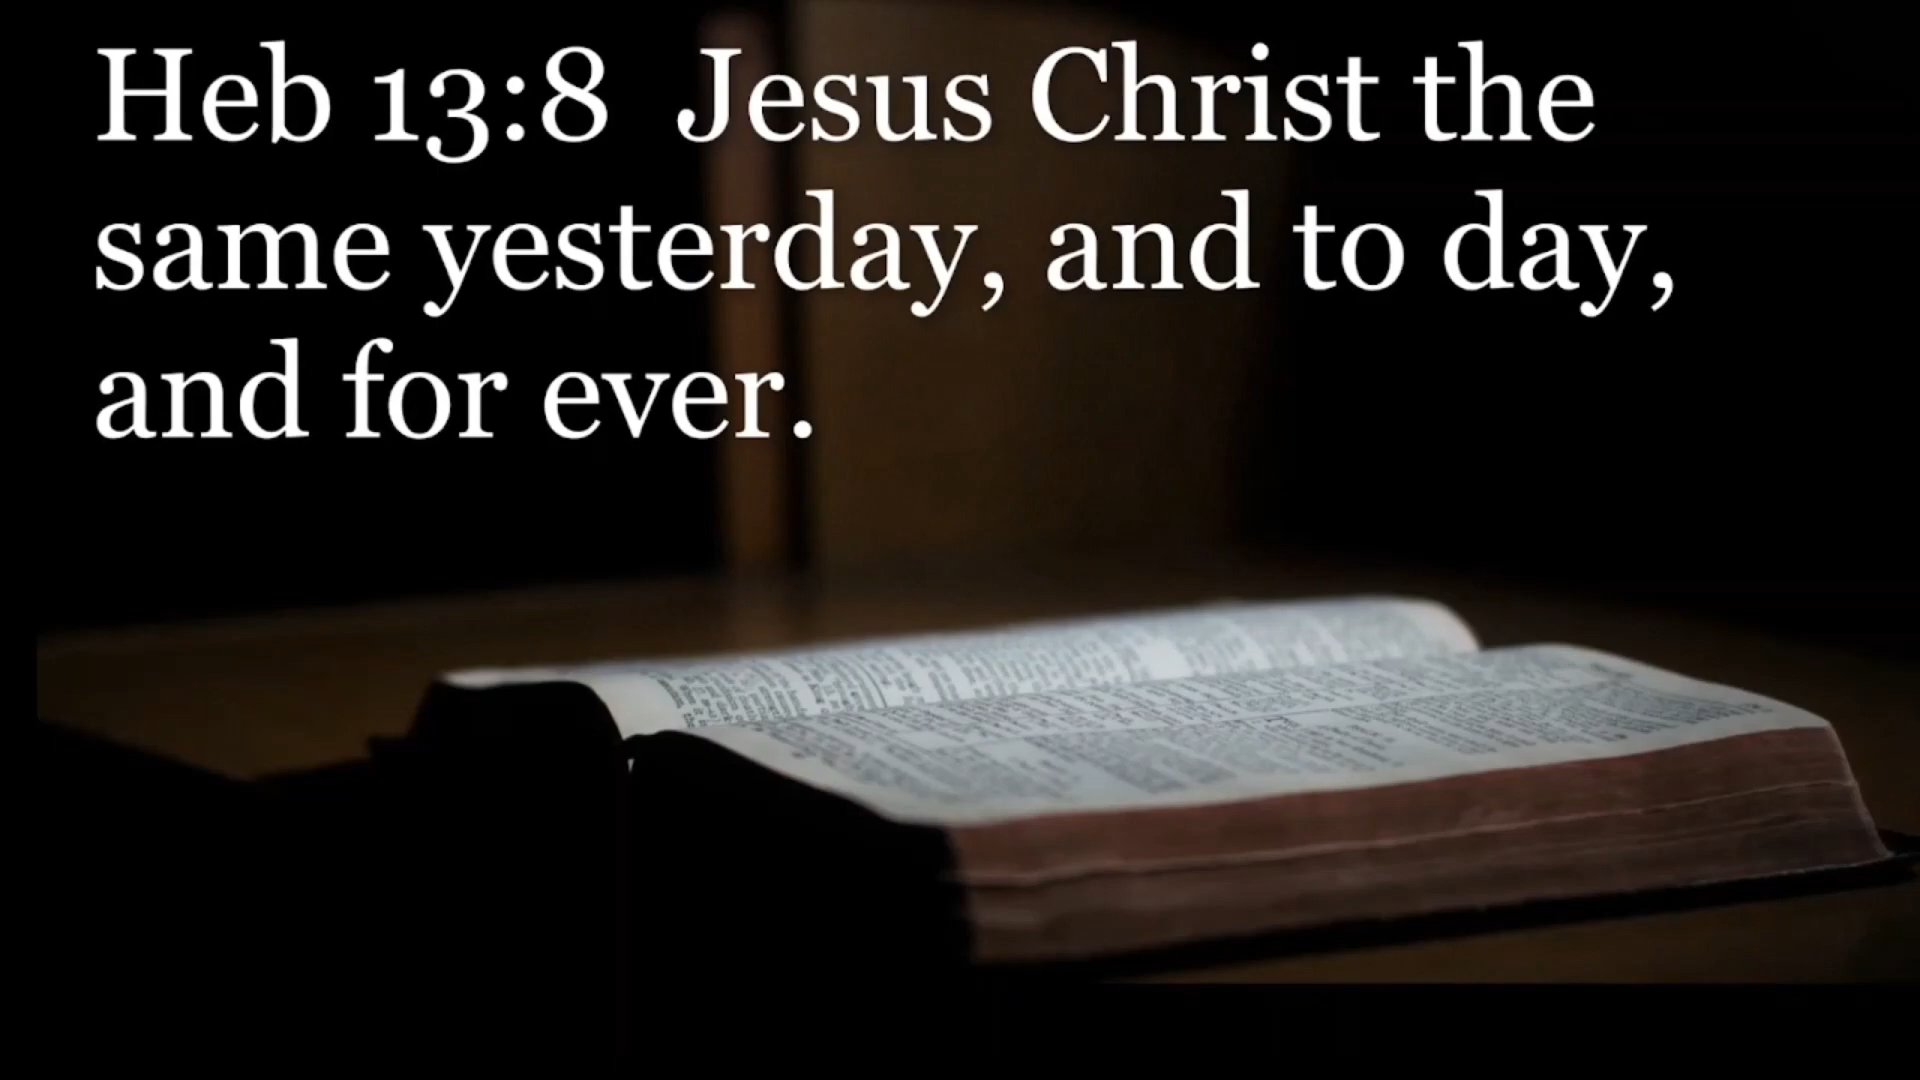 Heb 13:8  Jesus Christ the
same yesterday, and to day,
and for ever.